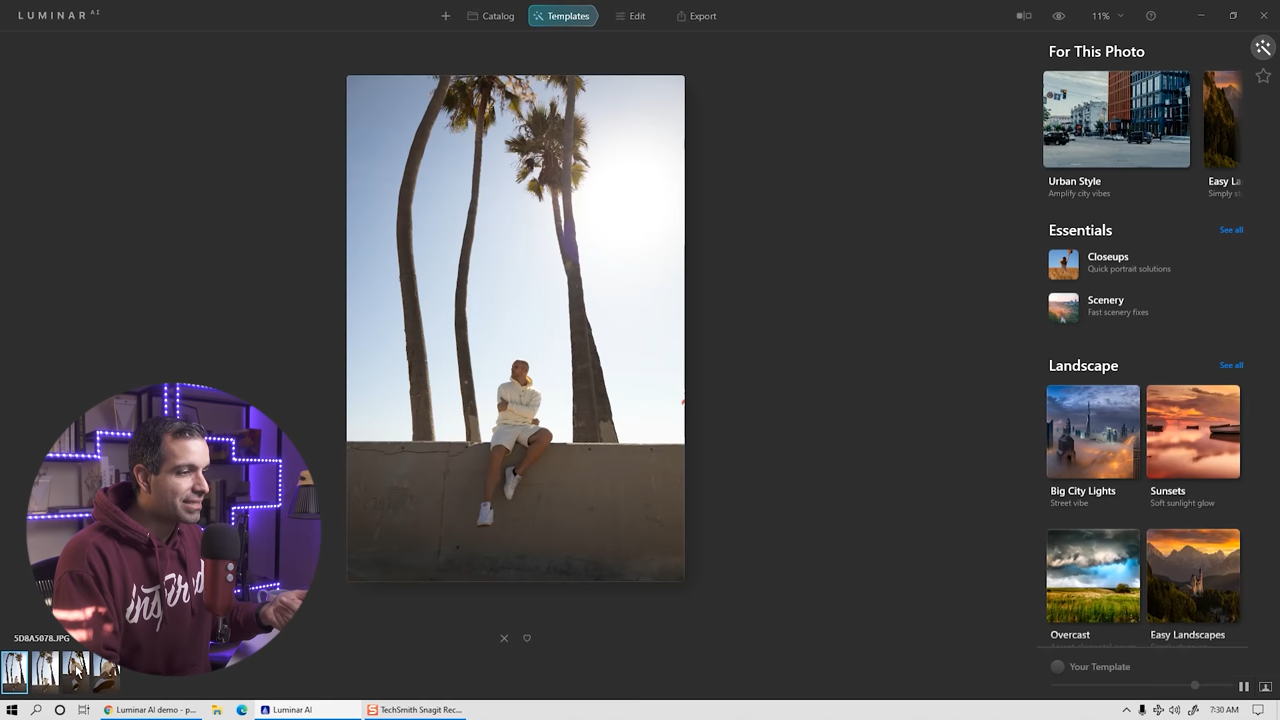 LUMINAR AI
Catalog
Templates
Edit
Export
11%
For This Photo
Urban Style
Amplify city vibes
Easy La
Simply st
Essentials
See all
Closeups
Quick portrait solutions
Scenery
Fast scenery fixes
Landscape
See all
Big City Lights
Street vibe
Sunsets
Soft sunlight glow
Overcast
Easy Landscapes
Your Template
inspired
5D8A5078.JPG
Luminar AI demo - p...
Luminar AI
TechSmith Snagit Rec...
7:30 AM